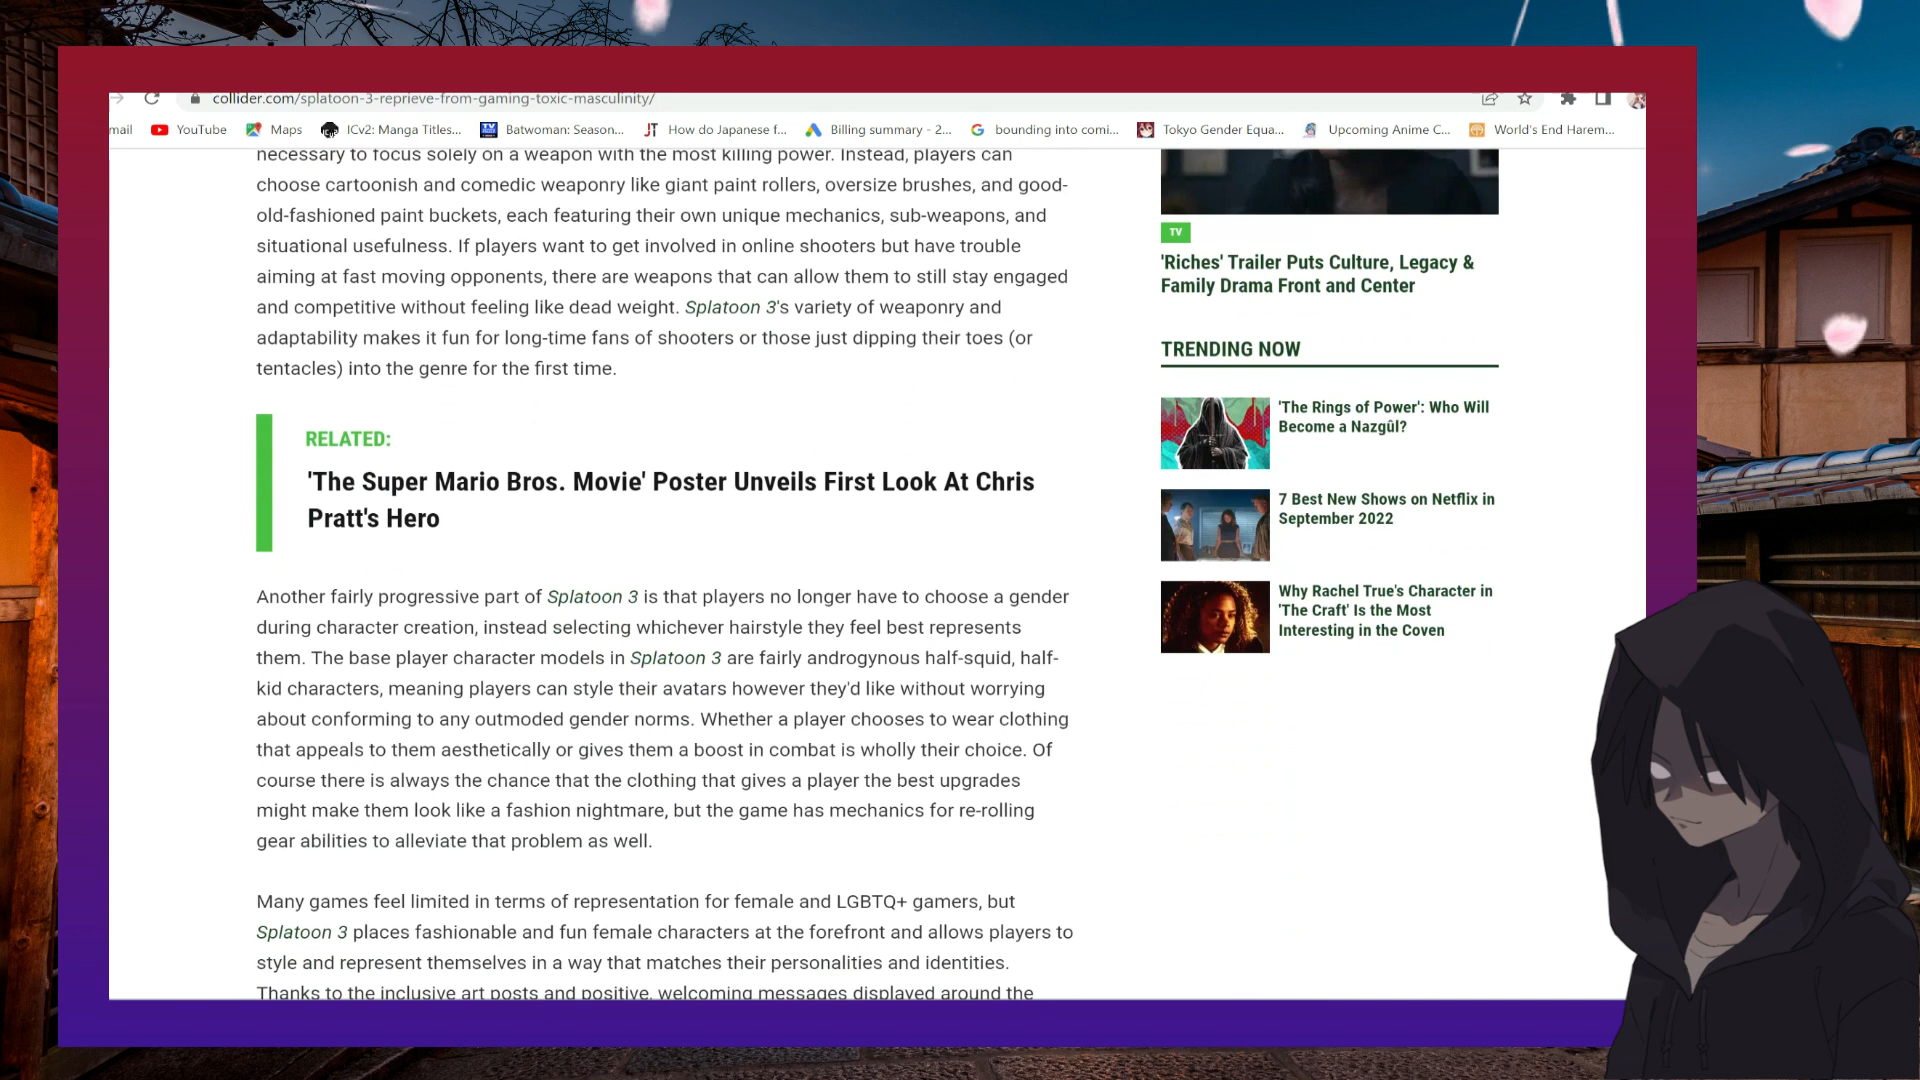 collider.com/splatoon-3-reprieve-from-gaming-toxic-masculinity/
mail YouTube Maps ICv2: Manga Titles... Batwoman: Season... How do Japanese f... Billing summary - 2... bounding into comi... Tokyo Gender Equa... Upcoming Anime C... World's End Harem...
necessary to focus solely on a weapon with the most killing power. Instead, players can
choose cartoonish and comedic weaponry like giant paint rollers, oversize brushes, and good-
old-fashioned paint buckets, each featuring their own unique mechanics, sub-weapons, and
situational usefulness. If players want to get involved in online shooters but have trouble
aiming at fast moving opponents, there are weapons that can allow them to still stay engaged
and competitive without feeling like dead weight. Splatoon 3's variety of weaponry and
adaptability makes it fun for long-time fans of shooters or those just dipping their toes (or
tentacles) into the genre for the first time.
RELATED:
'The Super Mario Bros. Movie' Poster Unveils First Look At Chris
Pratt's Hero
Another fairly progressive part of Splatoon 3 is that players no longer have to choose a gender
during character creation, instead selecting whichever hairstyle they feel best represents
them. The base player character models in Splatoon 3 are fairly androgynous half-squid, half-
kid characters, meaning players can style their avatars however they'd like without worrying
about conforming to any outmoded gender norms. Whether a player chooses to wear clothing
that appeals to them aesthetically or gives them a boost in combat is wholly their choice. Of
course there is always the chance that the clothing that gives a player the best upgrades
might make them look like a fashion nightmare, but the game has mechanics for re-rolling
gear abilities to alleviate that problem as well.
Many games feel limited in terms of representation for female and LGBTQ+ gamers, but
Splatoon 3 places fashionable and fun female characters at the forefront and allows players to
style and represent themselves in a way that matches their personalities and identities.
Thanks to the inclusive art posts and positive, welcoming messages displayed around the
TV
'Riches' Trailer Puts Culture, Legacy &
Family Drama Front and Center
TRENDING NOW
'The Rings of Power': Who Will
Become a Nazgûl?
7 Best New Shows on Netflix in
September 2022
Why Rachel True's Character in
'The Craft' Is the Most
Interesting in the Coven